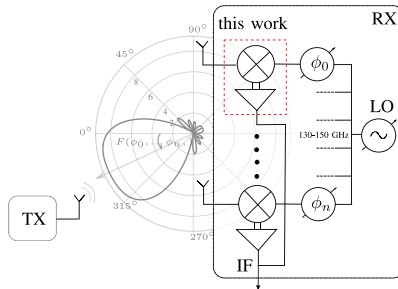 this work
RX
90°
45°
8
6
4
2
0°
F(ϕ₀, ..., ϕₙ)
ϕ₀
130-150 GHz
LO
315°
270°
TX
ϕₙ
IF